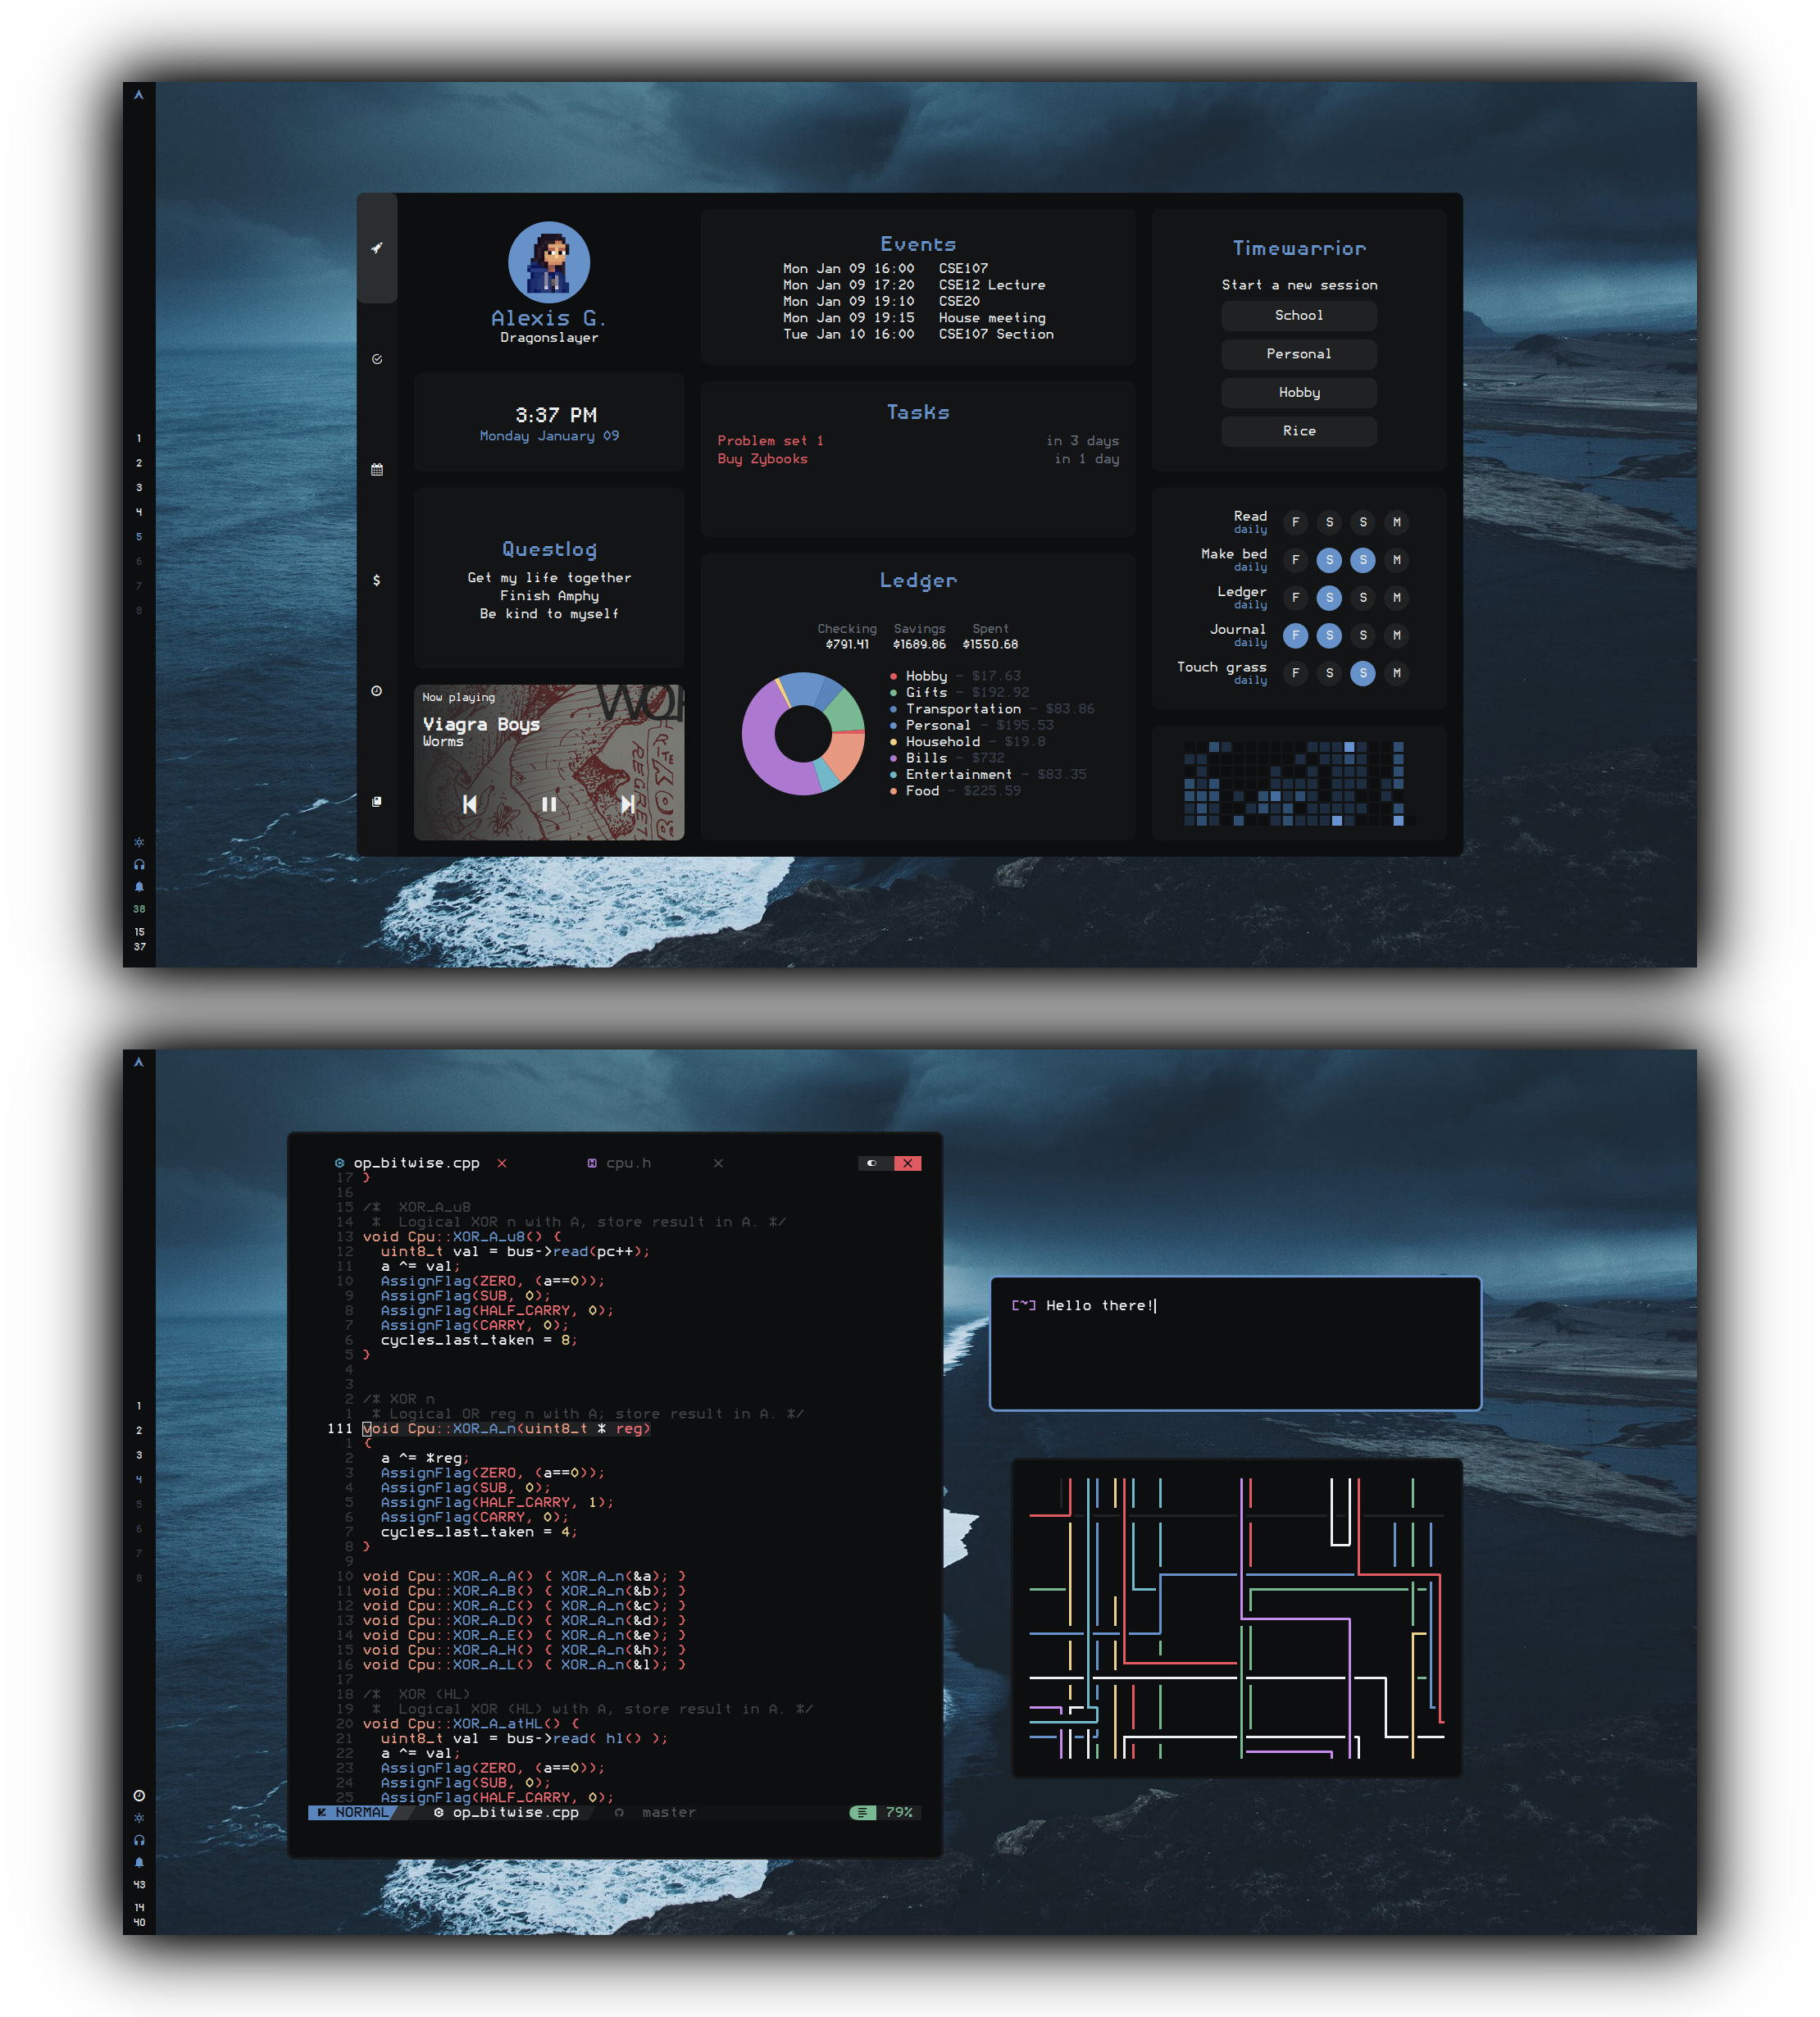 1
2
3
4
5
6
7
8
38
15
37
Alexis G.
Dragonslayer
3:37 PM
Monday January 09
Questlog
Get my life together
Finish Amphy
Be kind to myself
Now playing
Viagra Boys
Worms
Events
Mon Jan 09 16:00 CSE107
Mon Jan 09 17:20 CSE12 Lecture
Mon Jan 09 19:10 CSE20
Mon Jan 09 19:15 House meeting
Tue Jan 10 16:00 CSE107 Section
Tasks
Problem set 1 in 3 days
Buy Zybooks in 1 day
Ledger
Checking Savings Spent
$791.41 $1689.86 $1550.68
Hobby - $17.63
Gifts - $192.92
Transportation - $83.86
Personal - $195.53
Household - $19.8
Bills - $732
Entertainment - $83.35
Food - $225.59
Timewarrior
Start a new session
School
Personal
Hobby
Rice
Read F S S M
daily
Make bed F S S M
daily
Ledger F S S M
daily
Journal F S S M
daily
Touch grass F S S M
daily
1
2
3
4
5
6
7
8
43
14
40
op_bitwise.cpp cpu.h
17 }
16
15 /*  XOR_A_u8
14  *  Logical XOR n with A, store result in A. */
13 void Cpu::XOR_A_u8() {
12   uint8_t val = bus->read(pc++);
11   a ^= val;
10   AssignFlag(ZERO, (a==0));
9   AssignFlag(SUB, 0);
8   AssignFlag(HALF_CARRY, 0);
7   AssignFlag(CARRY, 0);
6   cycles_last_taken = 8;
5 }
4
3
2 /* XOR n
1  * Logical OR reg n with A; store result in A. */
111 void Cpu::XOR_A_n(uint8_t * reg)
1 {
2   a ^= *reg;
3   AssignFlag(ZERO, (a==0));
4   AssignFlag(SUB, 0);
5   AssignFlag(HALF_CARRY, 1);
6   AssignFlag(CARRY, 0);
7   cycles_last_taken = 4;
8 }
9
10 void Cpu::XOR_A_A() { XOR_A_n(&a); }
11 void Cpu::XOR_A_B() { XOR_A_n(&b); }
12 void Cpu::XOR_A_C() { XOR_A_n(&c); }
13 void Cpu::XOR_A_D() { XOR_A_n(&d); }
14 void Cpu::XOR_A_E() { XOR_A_n(&e); }
15 void Cpu::XOR_A_H() { XOR_A_n(&h); }
16 void Cpu::XOR_A_L() { XOR_A_n(&l); }
17
18 /*  XOR (HL)
19  *  Logical XOR (HL) with A, store result in A. */
20 void Cpu::XOR_A_atHL() {
21   uint8_t val = bus->read( hl() );
22   a ^= val;
23   AssignFlag(ZERO, (a==0));
24   AssignFlag(SUB, 0);
25   AssignFlag(HALF_CARRY, 0);
NORMAL op_bitwise.cpp master 79%
[~] Hello there!